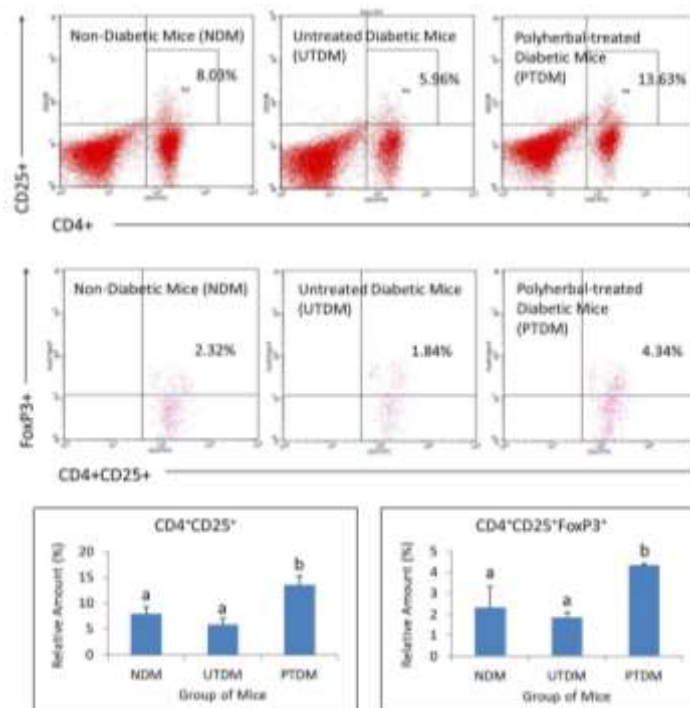 Non-Diabetic Mice (NDM)
8.03%
Untreated Diabetic Mice
(UTDM)
5.96%
Polyherbal-treated
Diabetic Mice
(PTDM)
13.63%
CD25+
CD4+
Non-Diabetic Mice (NDM)
2.32%
Untreated Diabetic Mice
(UTDM)
1.84%
Polyherbal-treated
Diabetic Mice
(PTDM)
4.34%
FoxP3+
CD4+CD25+
CD4⁺CD25⁺
Relative Amount (%)
20
15
10
5
0
a
a
b
NDM UTDM PTDM
Group of Mice
CD4⁺CD25⁺FoxP3⁺
Relative Amount (%)
5
4
3
2
1
0
a
a
b
NDM UTDM PTDM
Group of Mice